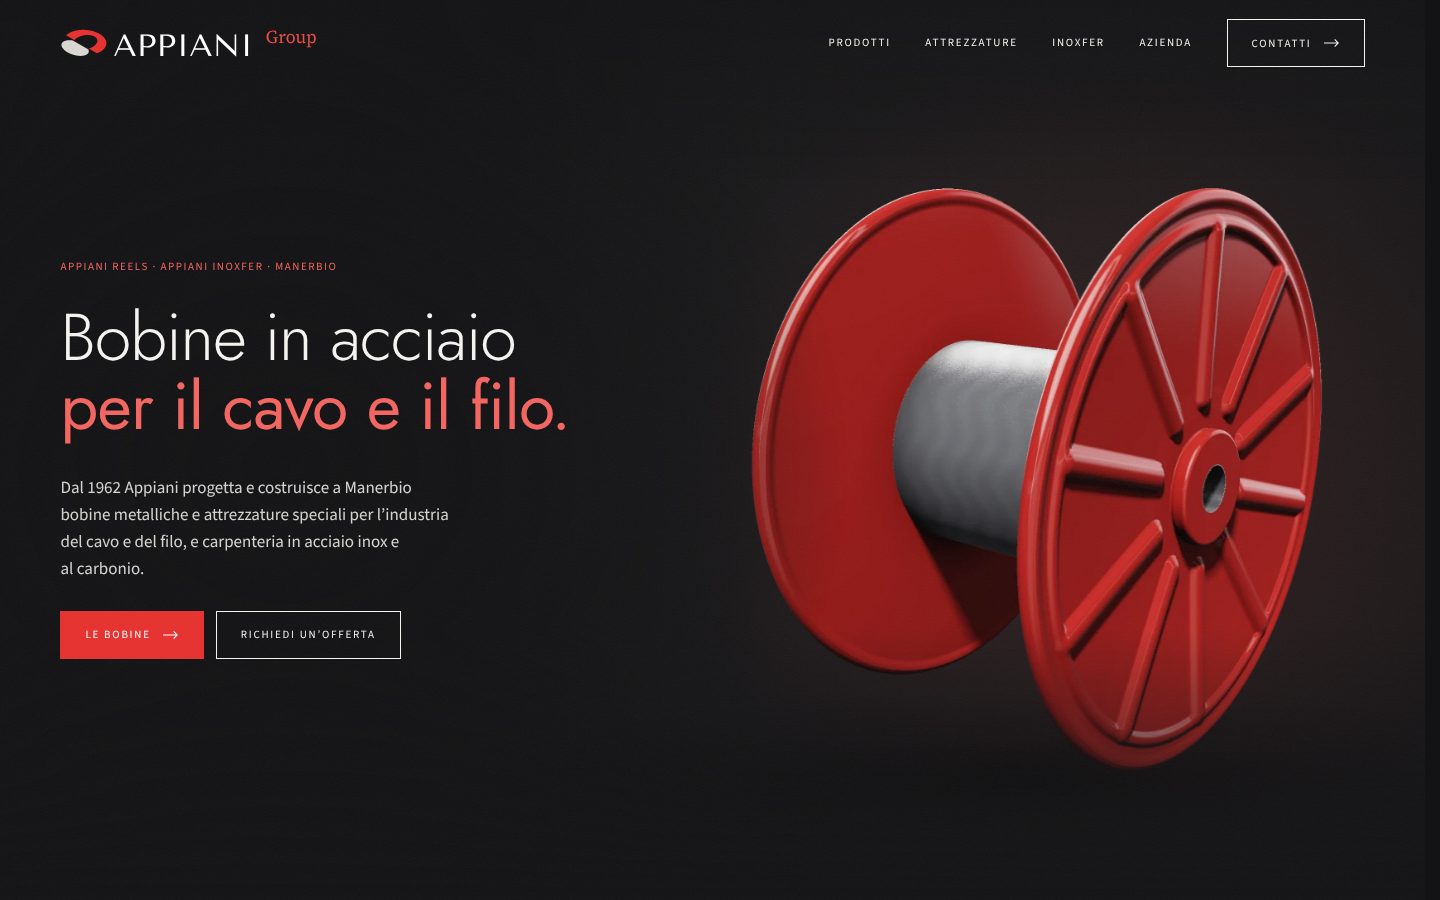 APPIANI Group
PRODOTTI
ATTREZZATURE
INOXFER
AZIENDA
CONTATTI
APPIANI REELS · APPIANI INOXFER · MANERBIO
Bobine in acciaio
per il cavo e il filo.
Dal 1962 Appiani progetta e costruisce a Manerbio
bobine metalliche e attrezzature speciali per l’industria
del cavo e del filo, e carpenteria in acciaio inox e
al carbonio.
LE BOBINE
RICHIEDI UN’OFFERTA